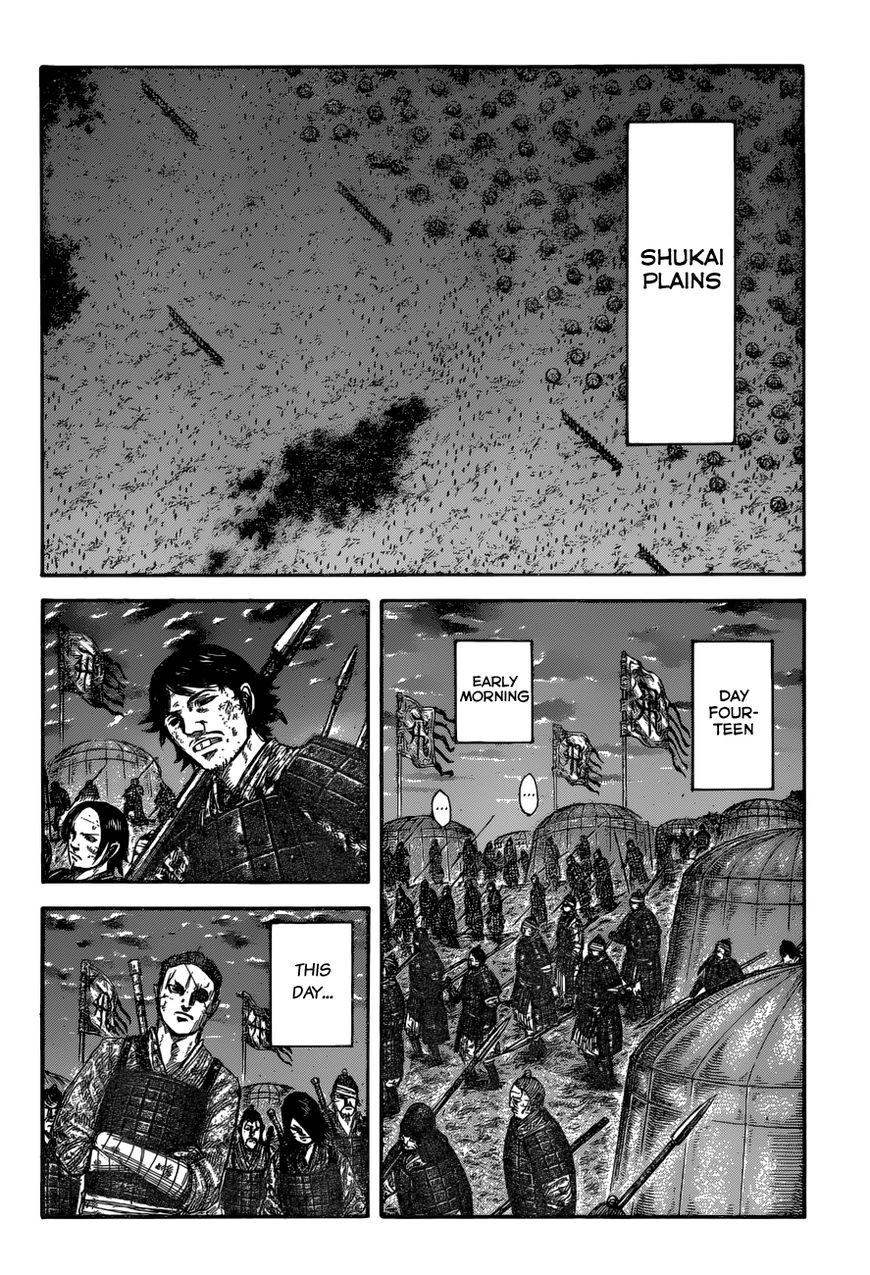 SHUKAI
PLAINS
DAY
FOUR-
TEEN
EARLY
MORNING
...
...
THIS
DAY...